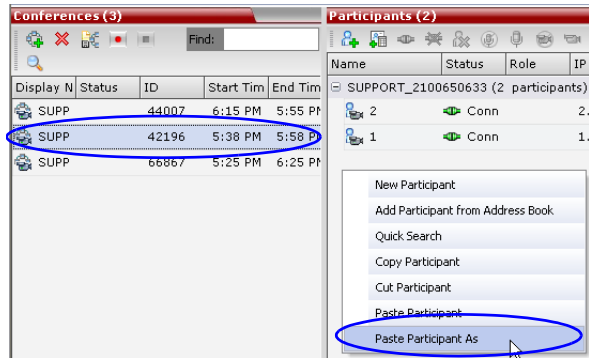 Conferences (3)
Find:
Display N Status ID Start Tim End Tim
SUPP 44007 6:15 PM 5:55 PM
SUPP 42196 5:38 PM 5:58 PM
SUPP 66867 5:25 PM 6:25 PM
Participants (2)
Name Status Role IP
SUPPORT_2100650633 (2 participants)
2 Conn 2.
1 Conn 1.
New Participant
Add Participant from Address Book
Quick Search
Copy Participant
Cut Participant
Paste Participant
Paste Participant As